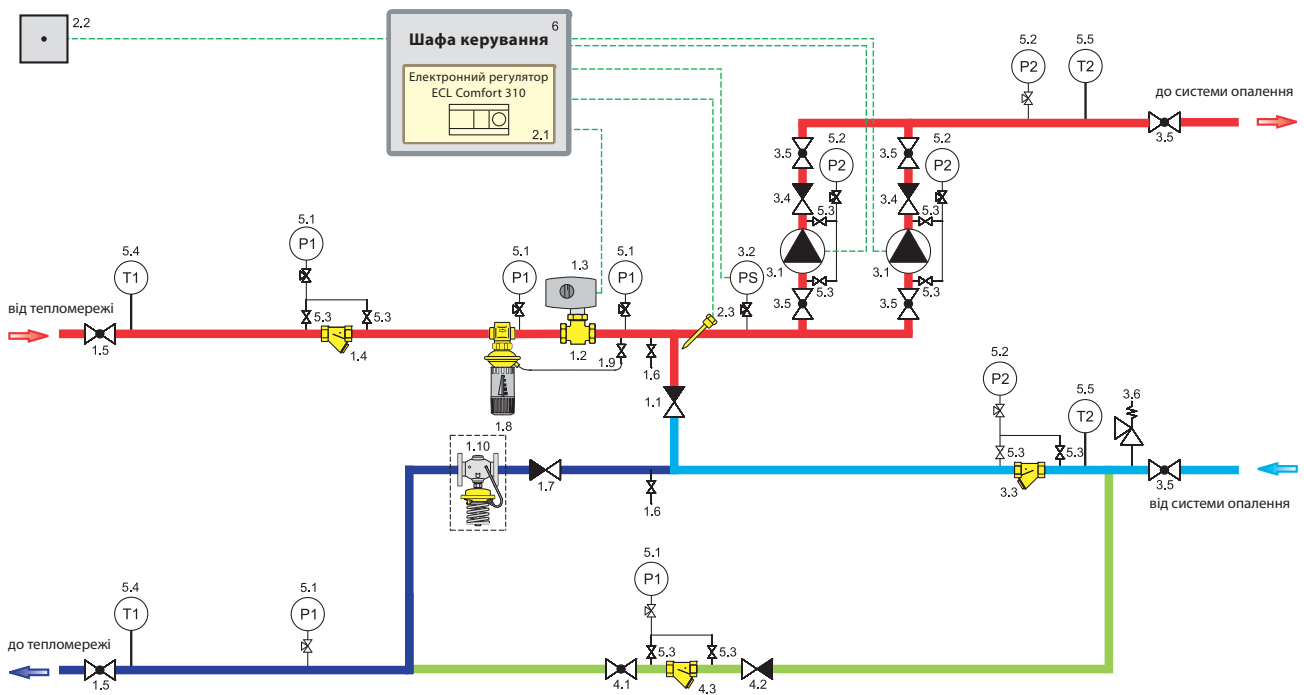 2.2
6
Шафа керування
Електронний регулятор
ECL Comfort 310
2.1
5.2
P2
5.5
T2
до системи опалення
3.5
3.5
5.2
P2
3.5
5.2
P2
3.4
5.3
3.4
5.3
3.1
5.3
3.1
5.3
3.5
3.5
5.4
T1
5.1
P1
5.1
P1
1.3
5.1
P1
3.2
PS
2.3
від тепломережі
1.5
5.3
5.3
1.4
1.2
1.9
1.6
1.8
1.1
5.2
P2
5.5
T2
3.6
5.3
5.3
3.3
3.5
від системи опалення
1.10
1.7
1.6
5.4
T1
5.1
P1
5.1
P1
до тепломережі
1.5
5.3
5.3
4.1
4.3
4.2